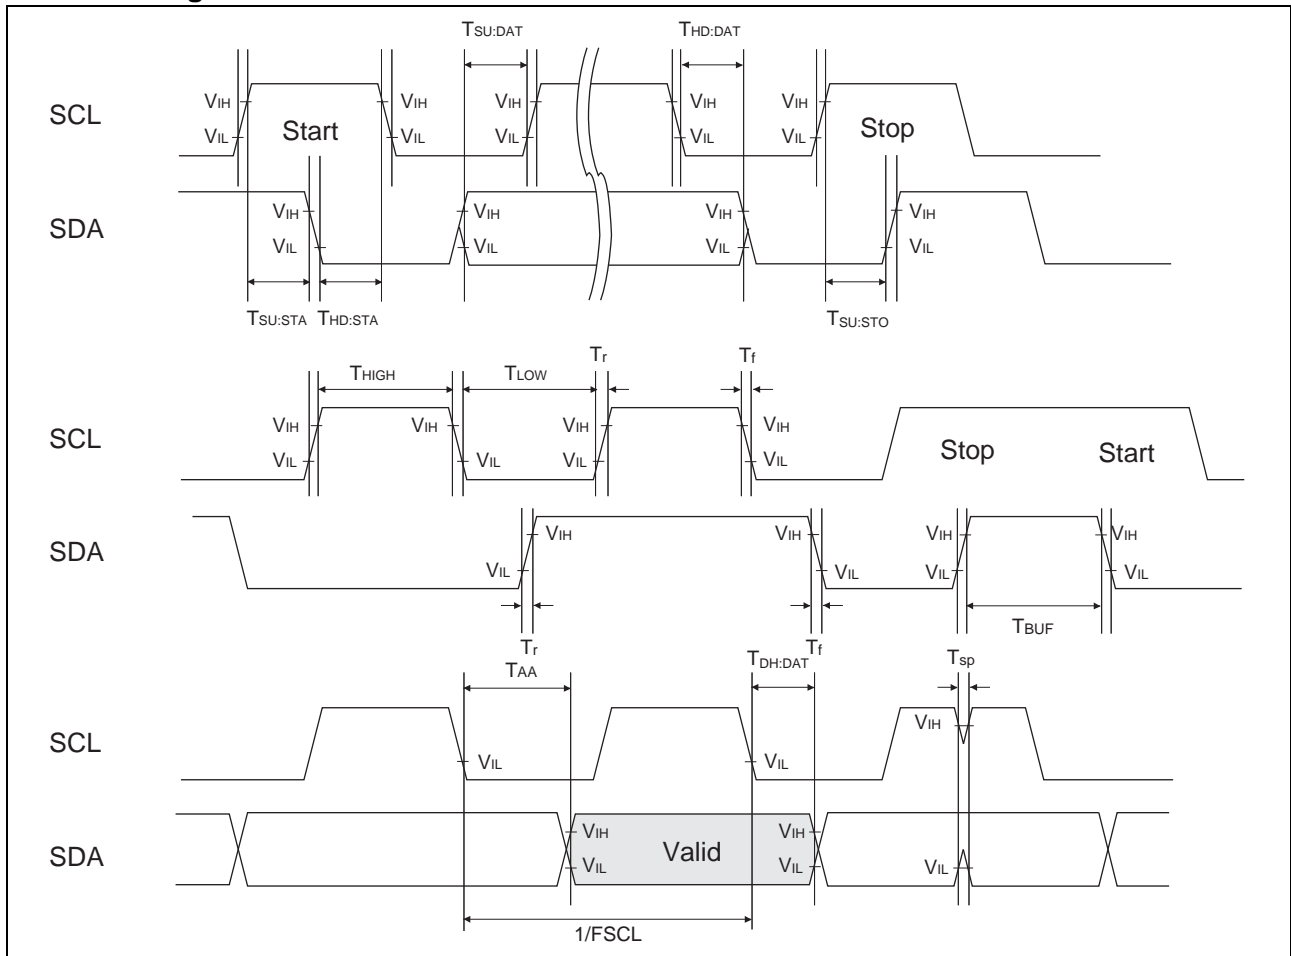 TSU:DAT THD:DAT
SCL VIH VIH VIH VIH VIH
Start Stop
VIL VIL VIL VIL VIL
SDA VIH VIH VIH VIH
VIL VIL VIL VIL
TSU:STA THD:STA TSU:STO
THIGH TLOW Tr Tf
SCL VIH VIH VIH VIH
VIL VIL VIL VIL
Stop Start
SDA VIH VIH VIH VIH
VIL VIL VIL VIL
Tr Tf TBUF
TAA TDH:DAT Tsp
SCL VIL VIL VIH
SDA VIH Valid VIH
VIL VIL VIL
1/FSCL